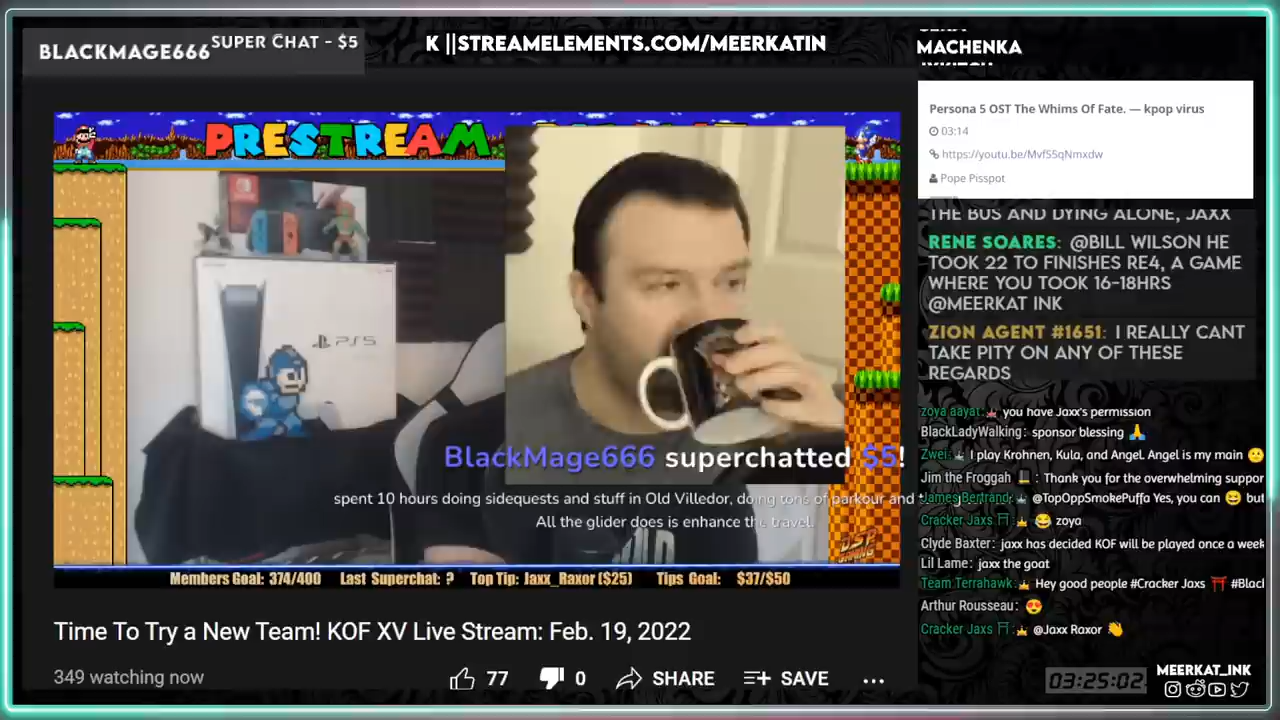 BLACKMAGE666 SUPER CHAT - $5
K ||STREAMELEMENTS.COM/MEERKATIN
MACHENKA
Persona 5 OST The Whims Of Fate. — kpop virus
03:14
https://youtu.be/MvfS5qNmxdw
Pope Pisspot
THE BUS AND DYING ALONE, JAXX
RENE SOARES: @BILL WILSON HE
TOOK 22 TO FINISHES RE4, A GAME
WHERE YOU TOOK 16-18HRS
@MEERKAT INK
ZION AGENT #1651: I REALLY CANT
TAKE PITY ON ANY OF THESE
REGARDS
zoya aayat: you have Jaxx's permission
BlackLadyWalking: sponsor blessing 🙏
Zwei: I play Krohnen, Kula, and Angel. Angel is my main
Jim the Froggah: Thank you for the overwhelming suppor
James Bertrand: @TopOppSmokePuffa Yes, you can 😄 but
Cracker Jaxs: 😂 zoya
Clyde Baxter: jaxx has decided KOF will be played once a week
Lil Lame: jaxx the goat
Team Terrahawk: Hey good people #Cracker Jaxs #Blac
Arthur Rousseau: 😍
Cracker Jaxs: @Jaxx Raxor 👋
03:25:02
MEERKAT_INK
PRESTREAM
PS5
BlackMage666 superchatted $5!
spent 10 hours doing sidequests and stuff in Old Villedor, doing tons of parkour and
All the glider does is enhance the travel.
DSP GAMING
Members Goal: 374/400 Last Superchat: ? Top Tip: Jaxx_Raxor ($25) Tips Goal: $37/$50
Time To Try a New Team! KOF XV Live Stream: Feb. 19, 2022
349 watching now
77
0
SHARE
SAVE